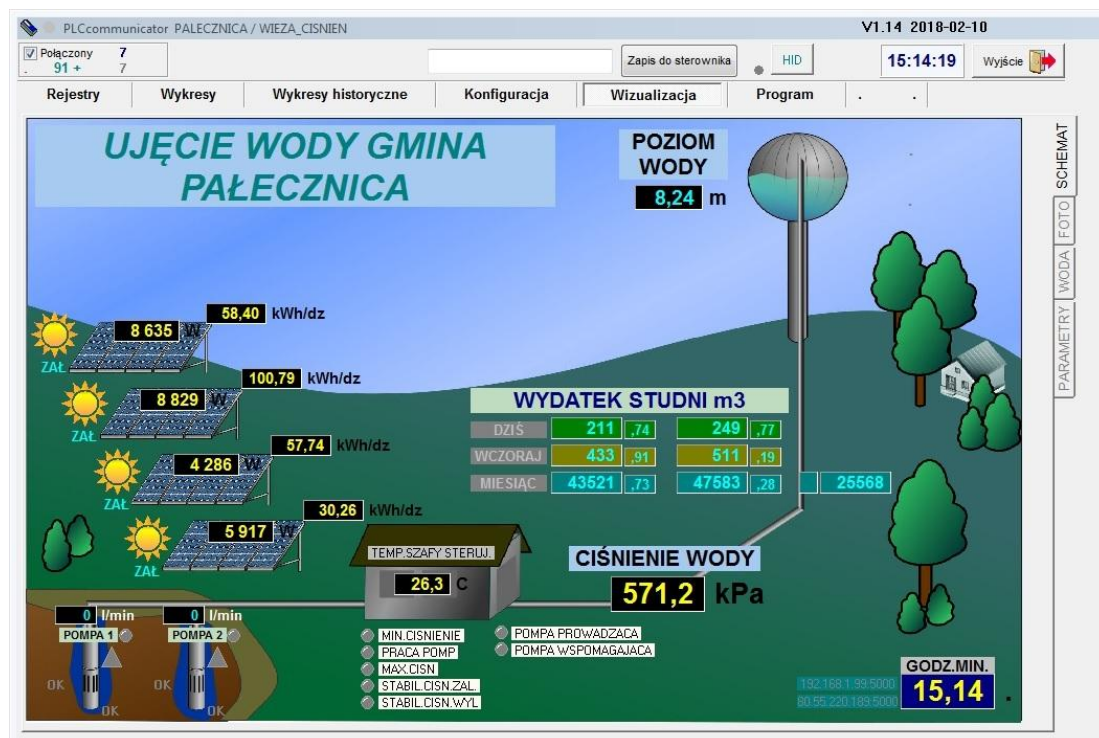 PLCcommunicator PALECZNICA / WIEZA_CISNIEN V1.14 2018-02-10
Połączony 7
. 91 + 7
Zapis do sterownika HID 15:14:19 Wyjście
Rejestry Wykresy Wykresy historyczne Konfiguracja Wizualizacja Program . .
UJĘCIE WODY GMINA
PAŁECZNICA
POZIOM
WODY
8,24 m
SCHEMAT
FOTO
WODA
PARAMETRY
58,40 kWh/dz
8 635 W
ZAŁ
100,79 kWh/dz
8 829 W
ZAŁ
57,74 kWh/dz
4 286 W
ZAŁ
30,26 kWh/dz
5 917 W
ZAŁ
WYDATEK STUDNI m3
DZIŚ 211 ,74 249 ,77
WCZORAJ 433 ,91 511 ,19
MIESIĄC 43521 ,73 47583 ,28 25568
TEMP.SZAFY STERUJ.
26,3 C
CIŚNIENIE WODY
571,2 kPa
0 l/min 0 l/min
POMPA 1 POMPA 2
OK OK
OK OK
MIN.CISNIENIE
PRACA POMP
MAX.CISN
STABIL.CISN.ZAL.
STABIL.CISN.WYL
POMPA PROWADZACA
POMPA WSPOMAGAJACA
GODZ.MIN.
15,14 .
192.168.1.99:5000
80.55.220.189:5000